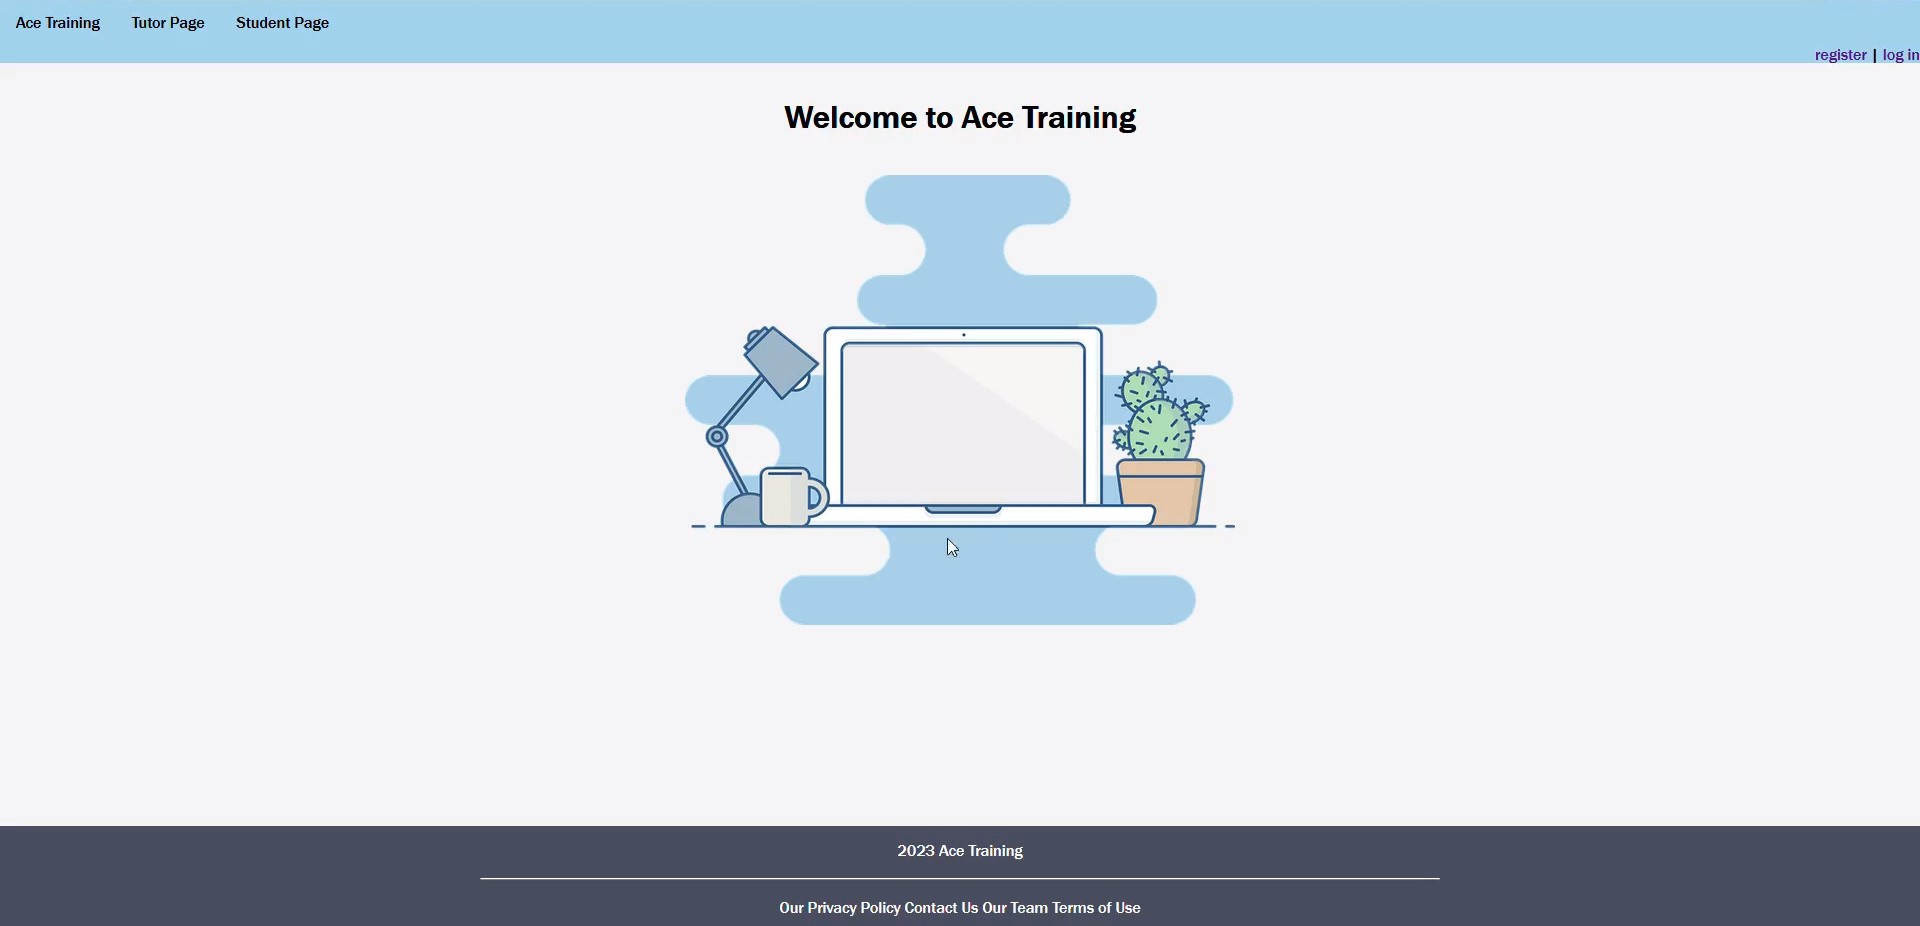 Ace Training Tutor Page Student Page
register | log in
Welcome to Ace Training
2023 Ace Training
Our Privacy Policy Contact Us Our Team Terms of Use